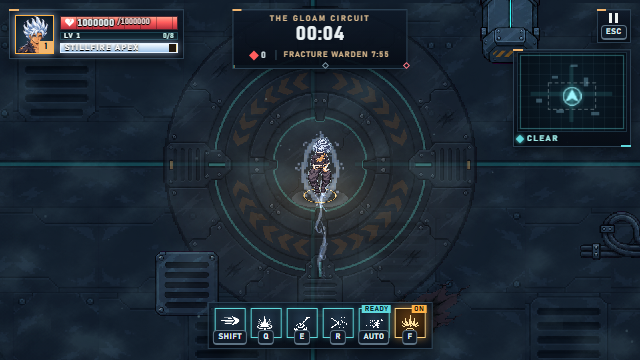 1000000/1000000
LV 1 0/8
1 STILLFIRE APEX
THE GLOAM CIRCUIT
00:04
0 FRACTURE WARDEN 7:55
ESC
CLEAR
READY ON
SHIFT Q E R AUTO F